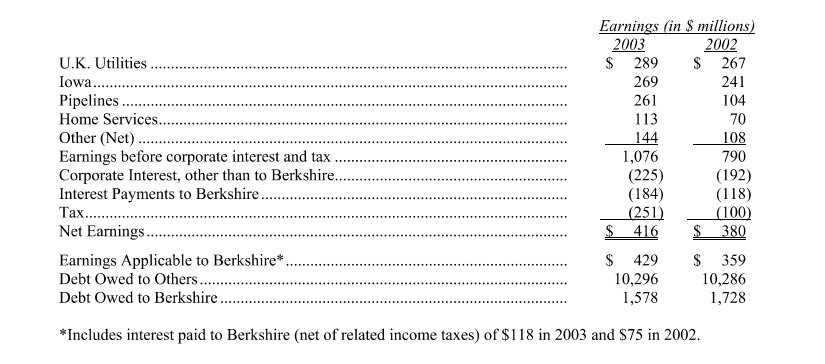 Earnings (in $ millions)
2003 2002
U.K. Utilities ........ $ 289 $ 267
Iowa........ 269 241
Pipelines ........ 261 104
Home Services........ 113 70
Other (Net) ........ 144 108
Earnings before corporate interest and tax ........ 1,076 790
Corporate Interest, other than to Berkshire........ (225) (192)
Interest Payments to Berkshire........ (184) (118)
Tax........ (251) (100)
Net Earnings........ $ 416 $ 380
Earnings Applicable to Berkshire*........ $ 429 $ 359
Debt Owed to Others........ 10,296 10,286
Debt Owed to Berkshire........ 1,578 1,728
*Includes interest paid to Berkshire (net of related income taxes) of $118 in 2003 and $75 in 2002.